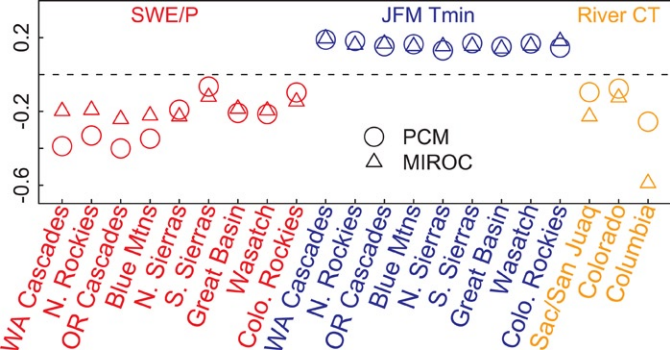 SWE/P JFM Tmin River CT
0.2
-0.2
-0.6
PCM
MIROC
WA Cascades
N. Rockies
OR Cascades
Blue Mtns
N. Sierras
S. Sierras
Great Basin
Wasatch
Colo. Rockies
WA Cascades
N. Rockies
OR Cascades
Blue Mtns
N. Sierras
S. Sierras
Great Basin
Wasatch
Colo. Rockies
Sac/San Juaq
Colorado
Columbia